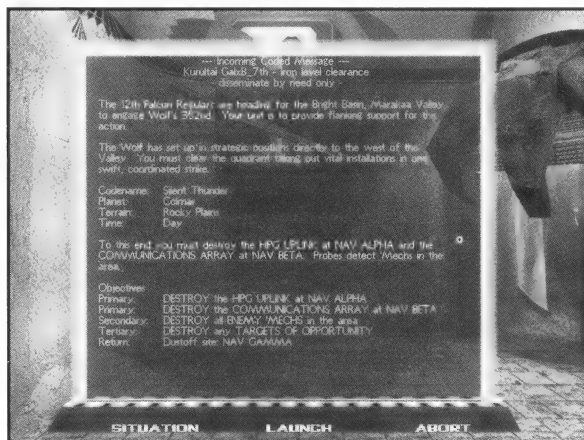 --- Incoming Coded Message ---
Kurultai GalxB_7th - iron level clearance
- disseminate by need only -
The 12th Falcon Regulars are heading for the Bright Basin, Valley,
to engage Wolf's 352nd. Your unit is to provide flanking support for the
action.
The Wolf has set up in strategic positions directly to the west of the
Valley. You must clear the quadrant taking out vital installations in one
swift, coordinated strike.
Codename: Silent Thunder
Planet: Colmar
Terrain: Rocky Plains
Time: Day
To this end you must destroy the HPG UPLINK at NAV ALPHA and the
COMMUNICATIONS ARRAY at NAV BETA. Probes detect 'Mechs in the
area.
Objectives
Primary: DESTROY the HPG UPLINK at NAV ALPHA
Primary: DESTROY the COMMUNICATIONS ARRAY at NAV BETA
Secondary: DESTROY all ENEMY 'MECHS in the area
Tertiary: DESTROY any TARGETS OF OPPORTUNITY
Return: Dustoff site: NAV GAMMA
SITUATION LAUNCH ABORT